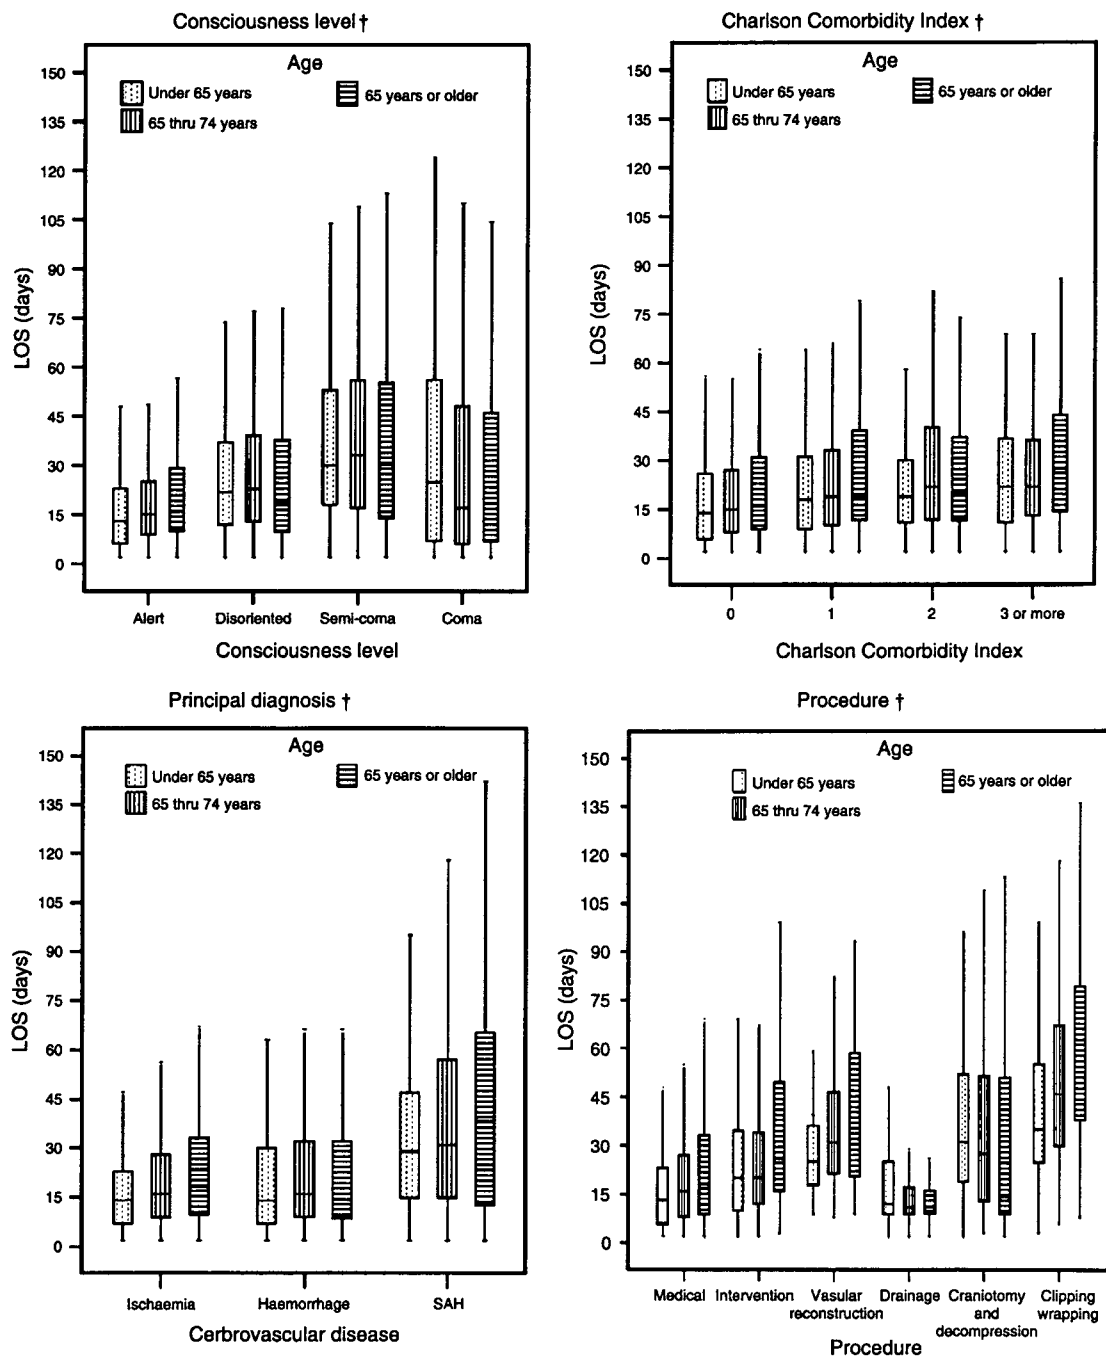 Consciousness level †
Age
Under 65 years
65 years or older
65 thru 74 years
150
135
120
105
90
75
60
45
30
15
0
LOS (days)
Alert Disoriented Semi-coma Coma
Consciousness level
Charlson Comorbidity Index †
Age
Under 65 years
65 years or older
65 thru 74 years
150
135
120
105
90
75
60
45
30
15
0
LOS (days)
0 1 2 3 or more
Charlson Comorbidity Index
Principal diagnosis †
Age
Under 65 years
65 years or older
65 thru 74 years
150
135
120
105
90
75
60
45
30
15
0
LOS (days)
Ischaemia Haemorrhage SAH
Cerbrovascular disease
Procedure †
Age
Under 65 years
65 years or older
65 thru 74 years
150
135
120
105
90
75
60
45
30
15
0
LOS (days)
Medical Intervention Vasular Drainage Craniotomy Clipping
reconstruction and wrapping
decompression
Procedure